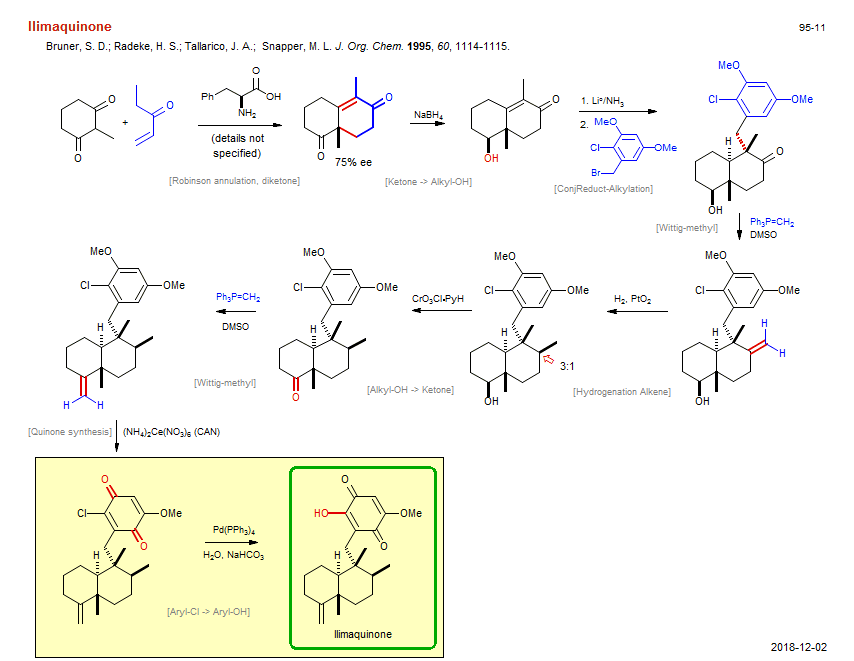 Ilimaquinone
95-11
Bruner, S. D.; Radeke, H. S.; Tallarico, J. A.; Snapper, M. L. J. Org. Chem. 1995, 60, 1114-1115.
O
O
+
O
Ph
O
OH
NH2
(details not
specified)
O
O
75% ee
[Robinson annulation, diketone]
NaBH4
[Ketone -> Alkyl-OH]
O
OH
1. Li°/NH3
2.
MeO
Cl
OMe
Br
[ConjReduct-Alkylation]
MeO
Cl
OMe
H
O
OH
[Wittig-methyl]
Ph3P=CH2
DMSO
MeO
Cl
OMe
H
H
H
OH
H2, PtO2
[Hydrogenation Alkene]
MeO
Cl
OMe
H
3:1
OH
CrO3Cl•PyH
[Alkyl-OH -> Ketone]
MeO
Cl
OMe
H
O
Ph3P=CH2
DMSO
[Wittig-methyl]
MeO
Cl
OMe
H
H
H
[Quinone synthesis]
(NH4)2Ce(NO3)6 (CAN)
O
Cl
OMe
O
H
Pd(PPh3)4
H2O, NaHCO3
[Aryl-Cl -> Aryl-OH]
O
HO
OMe
O
H
Ilimaquinone
2018-12-02